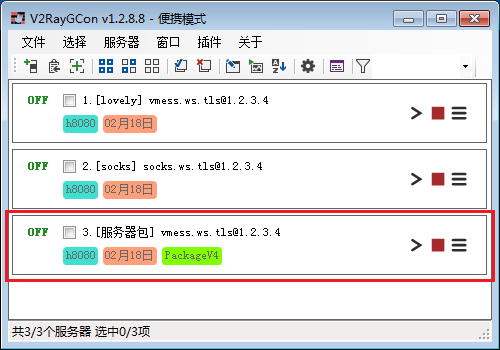 V2RayGCon v1.2.8.8 - 便携模式
文件 选择 服务器 窗口 插件 关于
OFF 1.[lovely] vmess.ws.tls@1.2.3.4
h8080 02月18日
OFF 2.[socks] socks.ws.tls@1.2.3.4
h8080 02月18日
OFF 3.[服务器包] vmess.ws.tls@1.2.3.4
h8080 02月18日 PackageV4
共3/3个服务器 选中0/3项